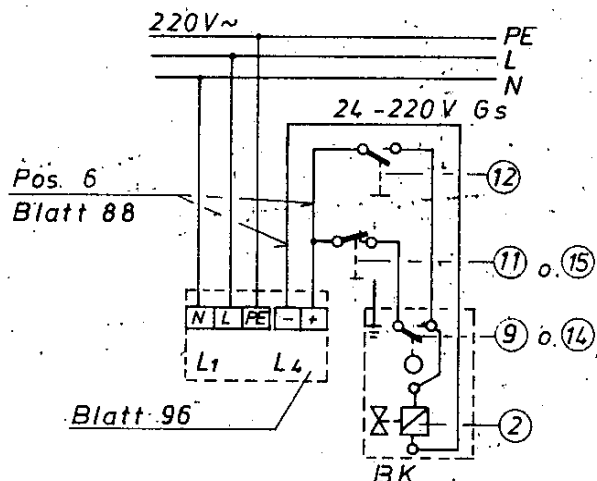 220V~
PE
L
N
24-220V Gs
Pos. 6
Blatt 88
12
11 o. 15
N L PE - +
9 o. 14
L1 L4
Blatt 96
2
BK